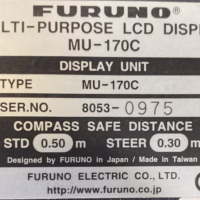 FURUNO®
LTI-PURPOSE LCD DISPL
MU-170C
DISPLAY UNIT
TYPE MU-170C
SER.NO. 8053-0975
COMPASS SAFE DISTANCE
STD 0.50 m STEER 0.30 m
Designed by FURUNO in Japan / Made in Taiwan
FURUNO ELECTRIC CO., LTD.
http://www.furuno.co.jp